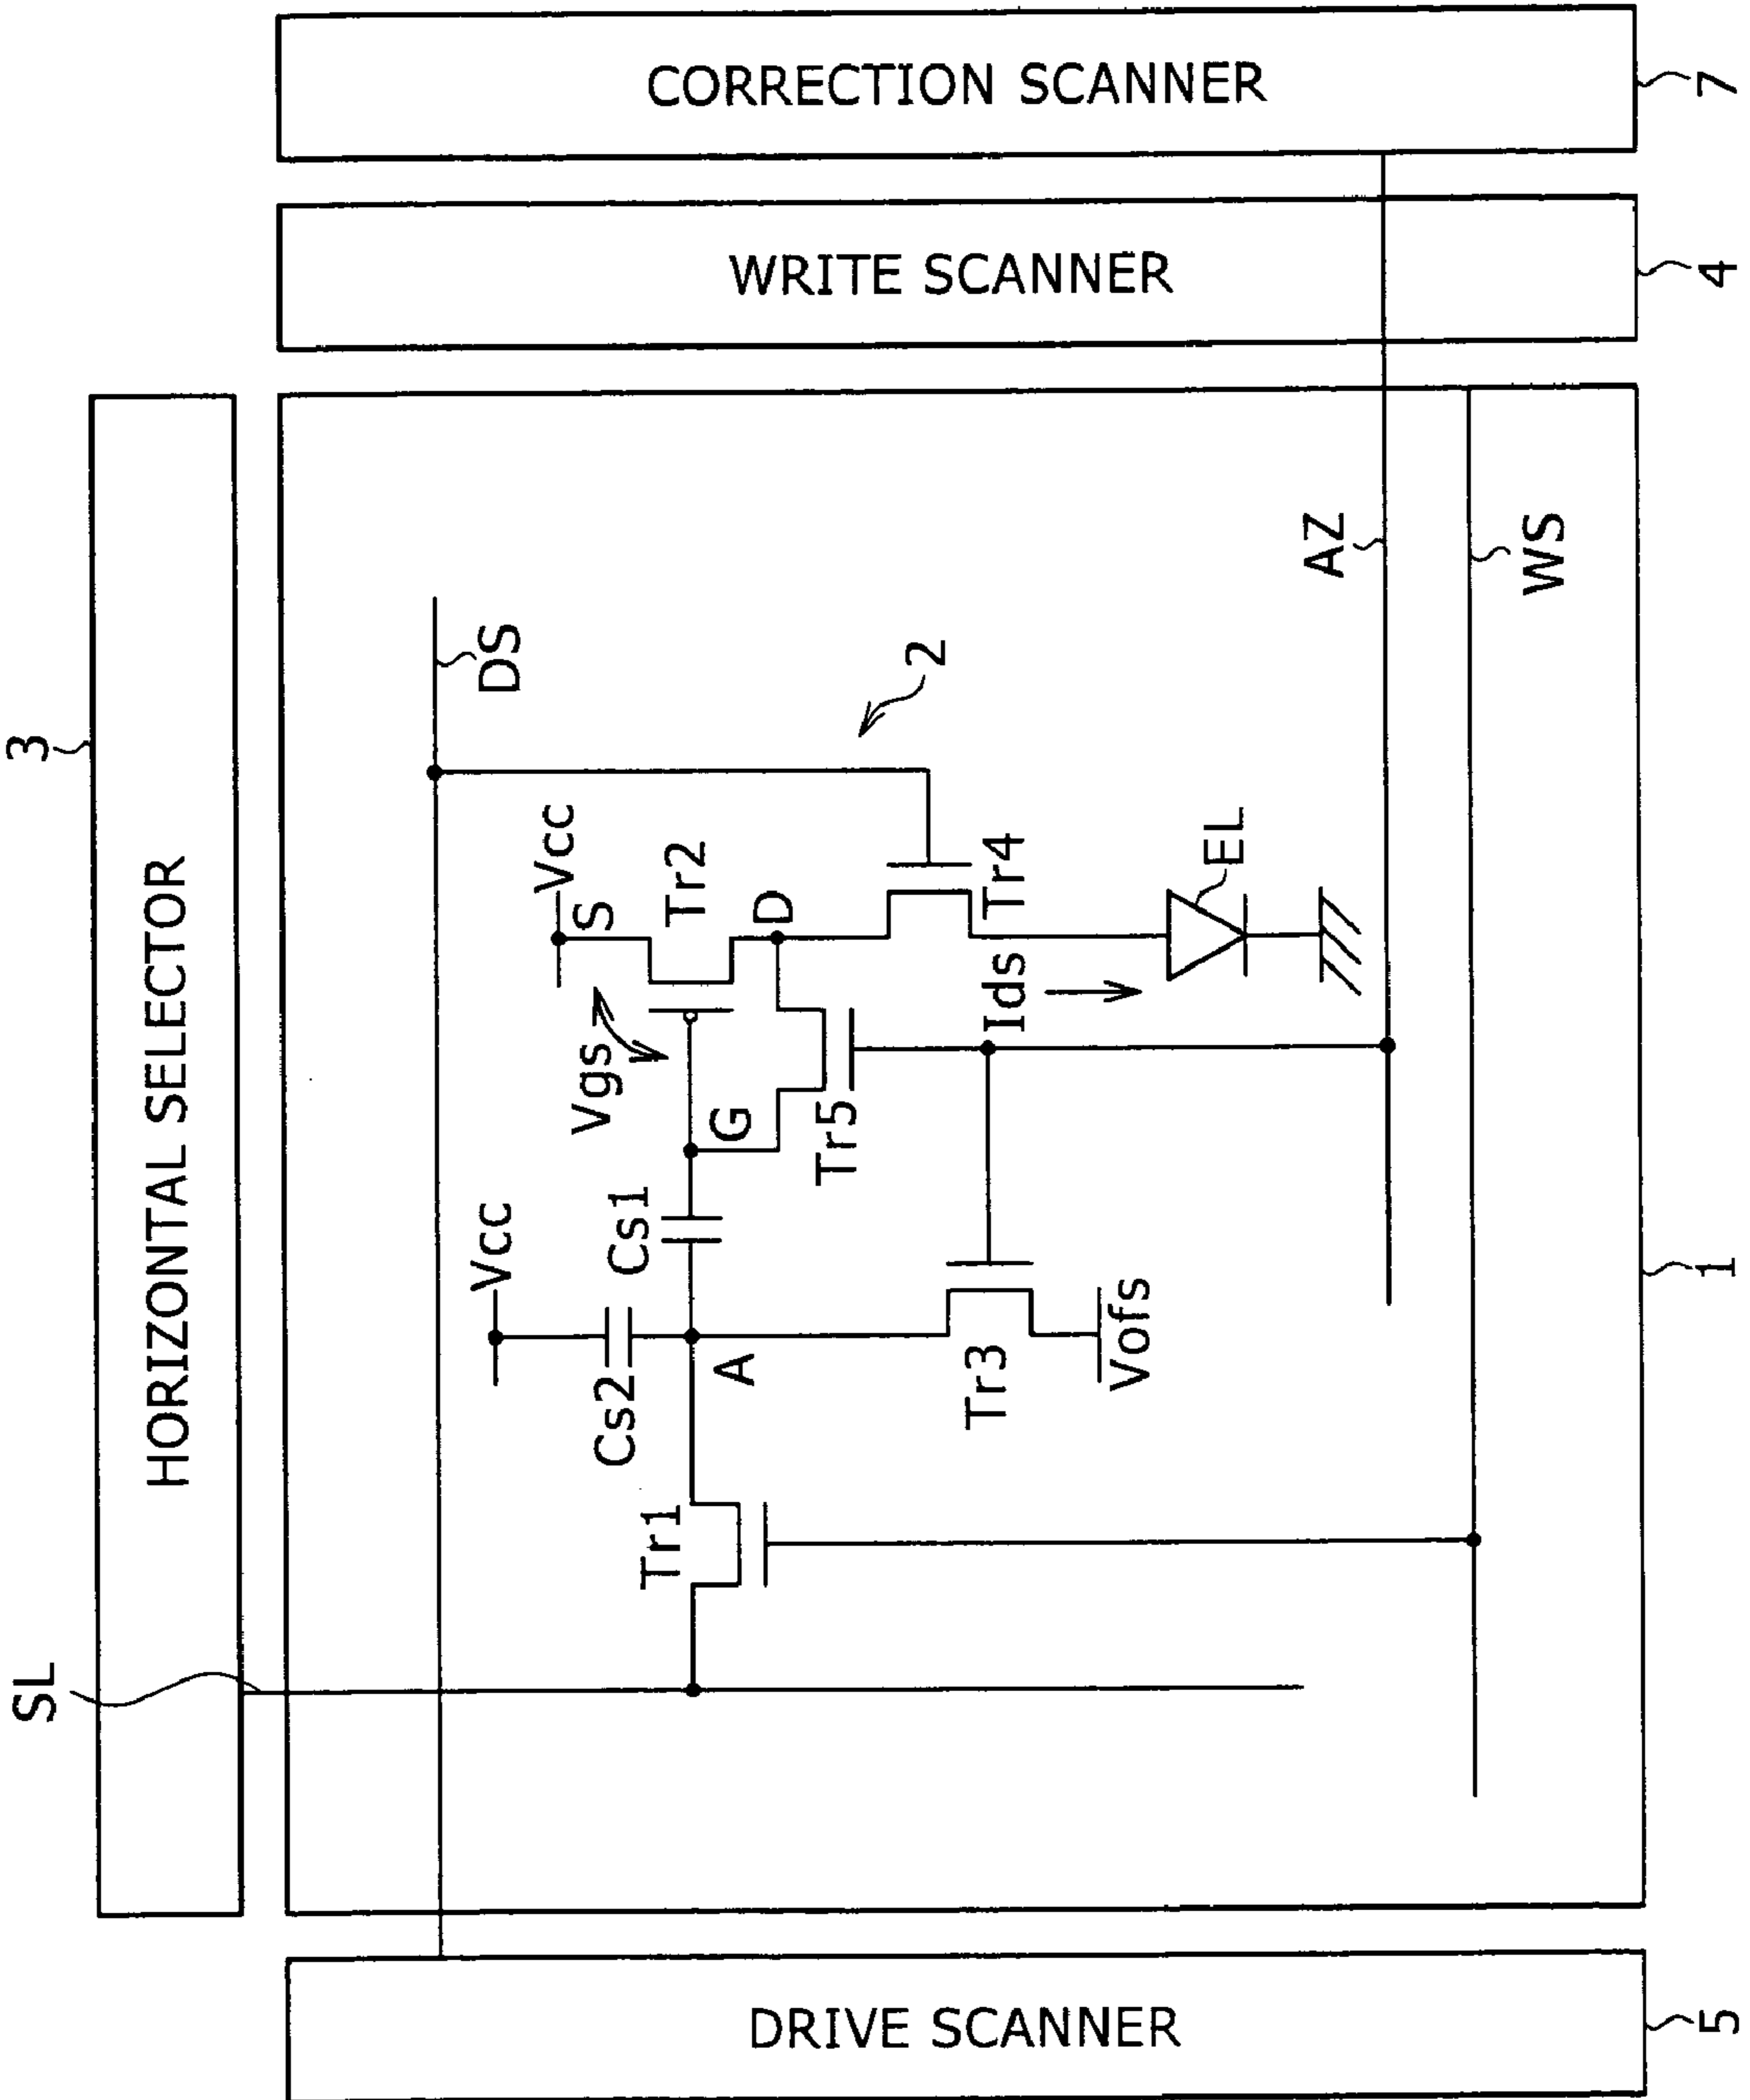 CORRECTION SCANNER
7
WRITE SCANNER
4
3
HORIZONTAL SELECTOR
DS
2
AZ
WS
Vcc
S
Tr2
D
Tr4
EL
Vgs
Ids
G
Tr5
Vcc
Cs1
Cs2
A
Tr3
Vofs
1
Tr1
SL
DRIVE SCANNER
5